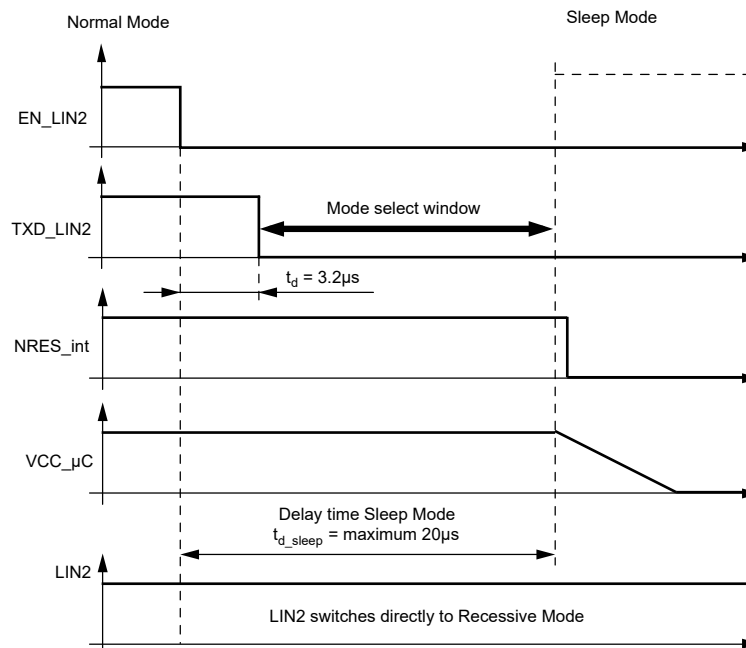 Normal Mode
Sleep Mode
EN_LIN2
TXD_LIN2
Mode select window
t_d = 3.2µs
NRES_int
VCC_µC
Delay time Sleep Mode
t_d_sleep = maximum 20µs
LIN2
LIN2 switches directly to Recessive Mode